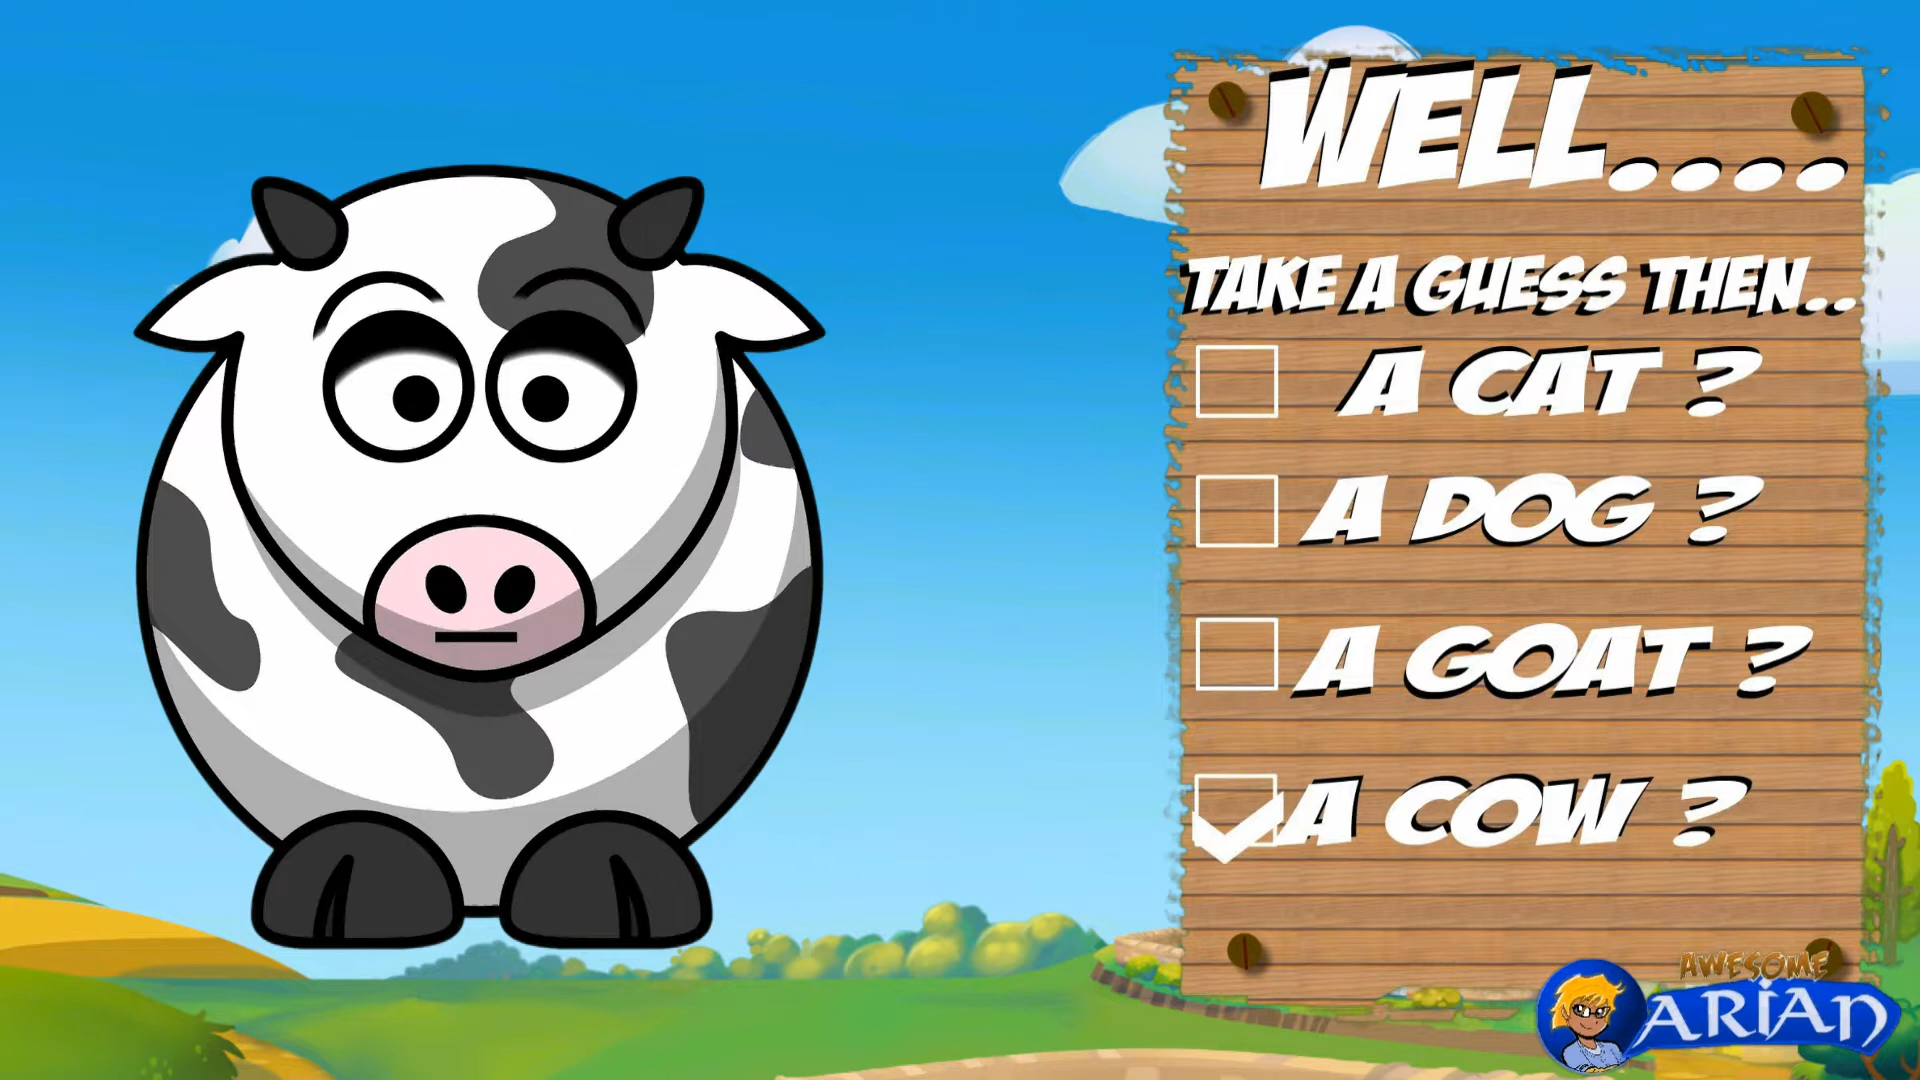 WELL....
TAKE A GUESS THEN..
A CAT ?
A DOG ?
A GOAT ?
A COW ?
AWESOME
ARIAN